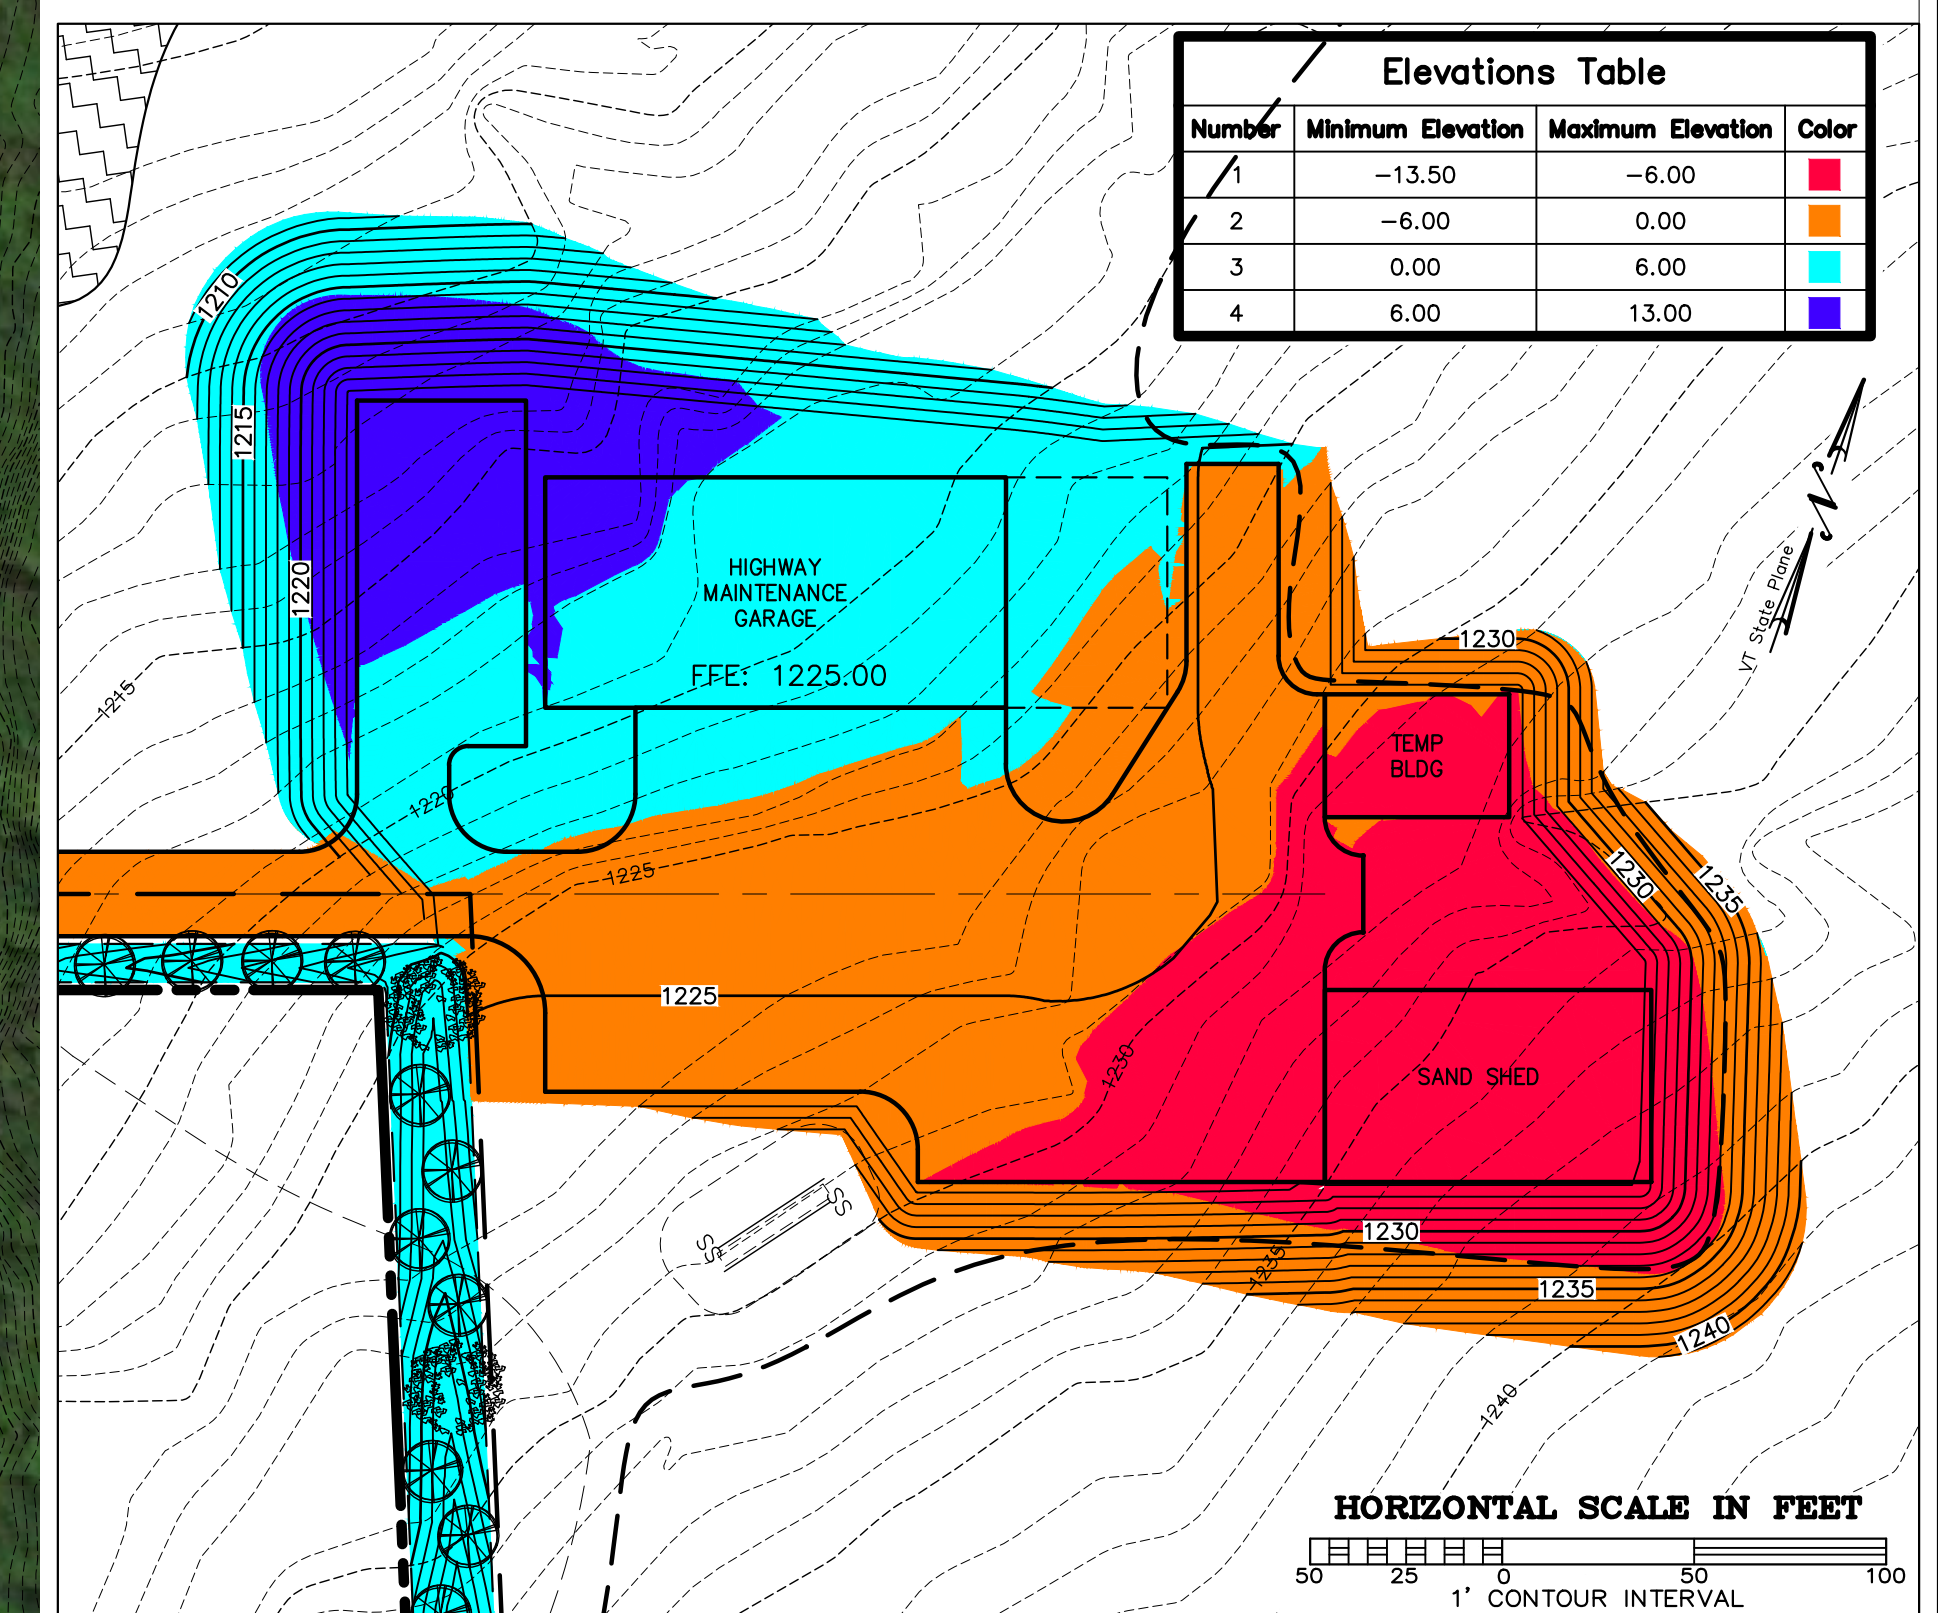 Elevations Table
Number Minimum Elevation Maximum Elevation Color
1 -13.50 -6.00
2 -6.00 0.00
3 0.00 6.00
4 6.00 13.00
1210
1215
1220
1215
HIGHWAY
MAINTENANCE
GARAGE
FFE: 1225.00
N
VT State Plane
1230
TEMP
BLDG
1220
1225
1230
1235
1225
1230
SAND SHED
SS
SS
1230
1235
1235
1240
1240
HORIZONTAL SCALE IN FEET
50 25 0 50 100
1' CONTOUR INTERVAL